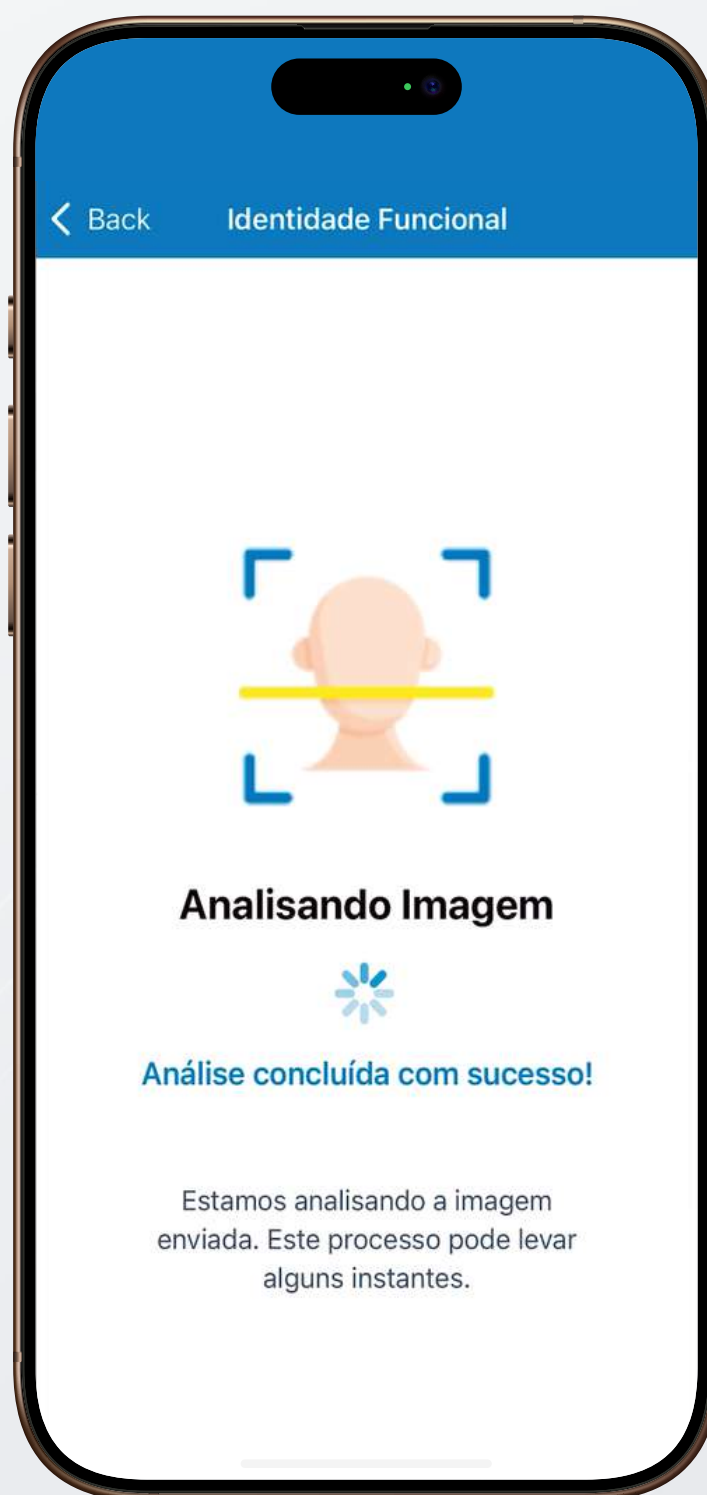 Back
Identidade Funcional
Analisando Imagem
Análise concluída com sucesso!
Estamos analisando a imagem
enviada. Este processo pode levar
alguns instantes.